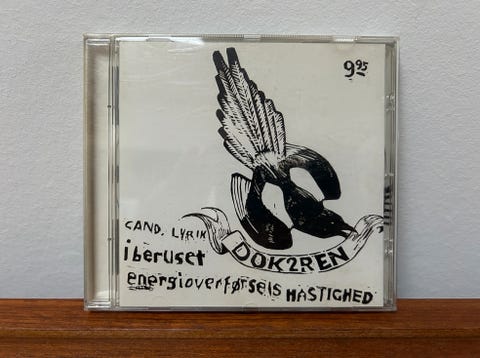 9.95
CAND. LYRIK
DOK2REN
i beruset
energioverførsels HASTIGHED